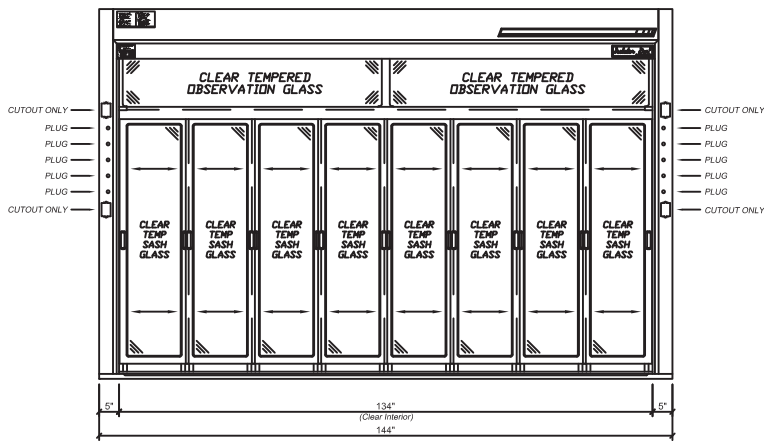 CLEAR TEMPERED
OBSERVATION GLASS
CLEAR TEMPERED
OBSERVATION GLASS
CUTOUT ONLY
PLUG
PLUG
PLUG
PLUG
PLUG
CUTOUT ONLY
CUTOUT ONLY
PLUG
PLUG
PLUG
PLUG
PLUG
CUTOUT ONLY
CLEAR
TEMP
SASH
GLASS
CLEAR
TEMP
SASH
GLASS
CLEAR
TEMP
SASH
GLASS
CLEAR
TEMP
SASH
GLASS
CLEAR
TEMP
SASH
GLASS
CLEAR
TEMP
SASH
GLASS
CLEAR
TEMP
SASH
GLASS
CLEAR
TEMP
SASH
GLASS
5"
134"
(Clear Interior)
5"
144"